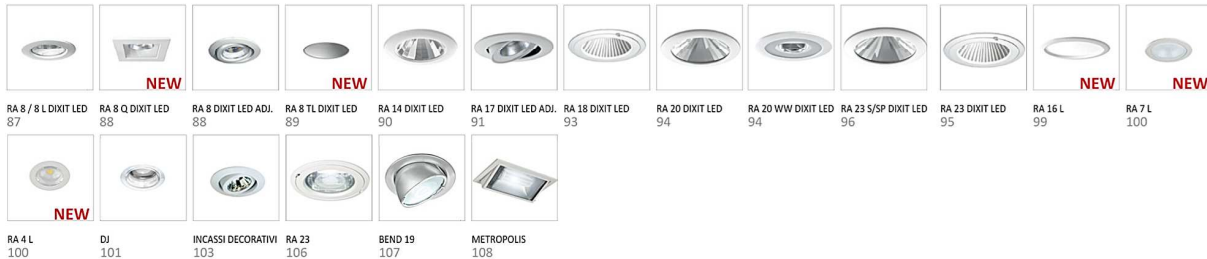 NEW
NEW
NEW
NEW
RA 8 / 8 L DIXIT LED
87
RA 8 Q DIXIT LED
88
RA 8 DIXIT LED ADJ.
88
RA 8 TL DIXIT LED
89
RA 14 DIXIT LED
90
RA 17 DIXIT LED ADJ.
91
RA 18 DIXIT LED
93
RA 20 DIXIT LED
94
RA 20 WW DIXIT LED
94
RA 23 S/SP DIXIT LED
96
RA 23 DIXIT LED
95
RA 16 L
99
RA 7 L
100
NEW
RA 4 L
100
DJ
101
INCASSI DECORATIVI
103
RA 23
106
BEND 19
107
METROPOLIS
108